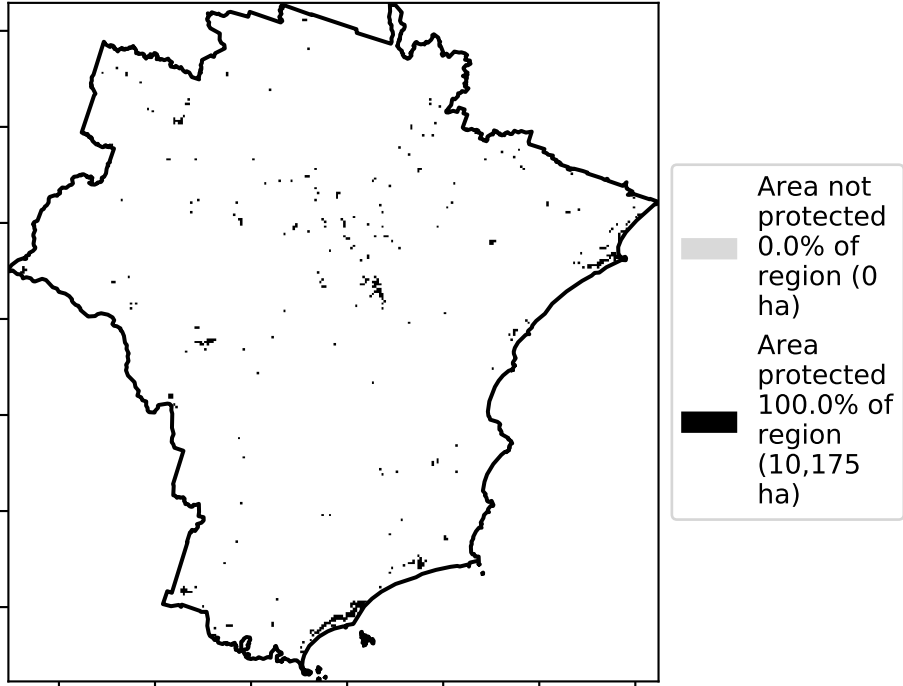 Area not
protected
0.0% of
region (0
ha)
Area
protected
100.0% of
region
(10,175
ha)